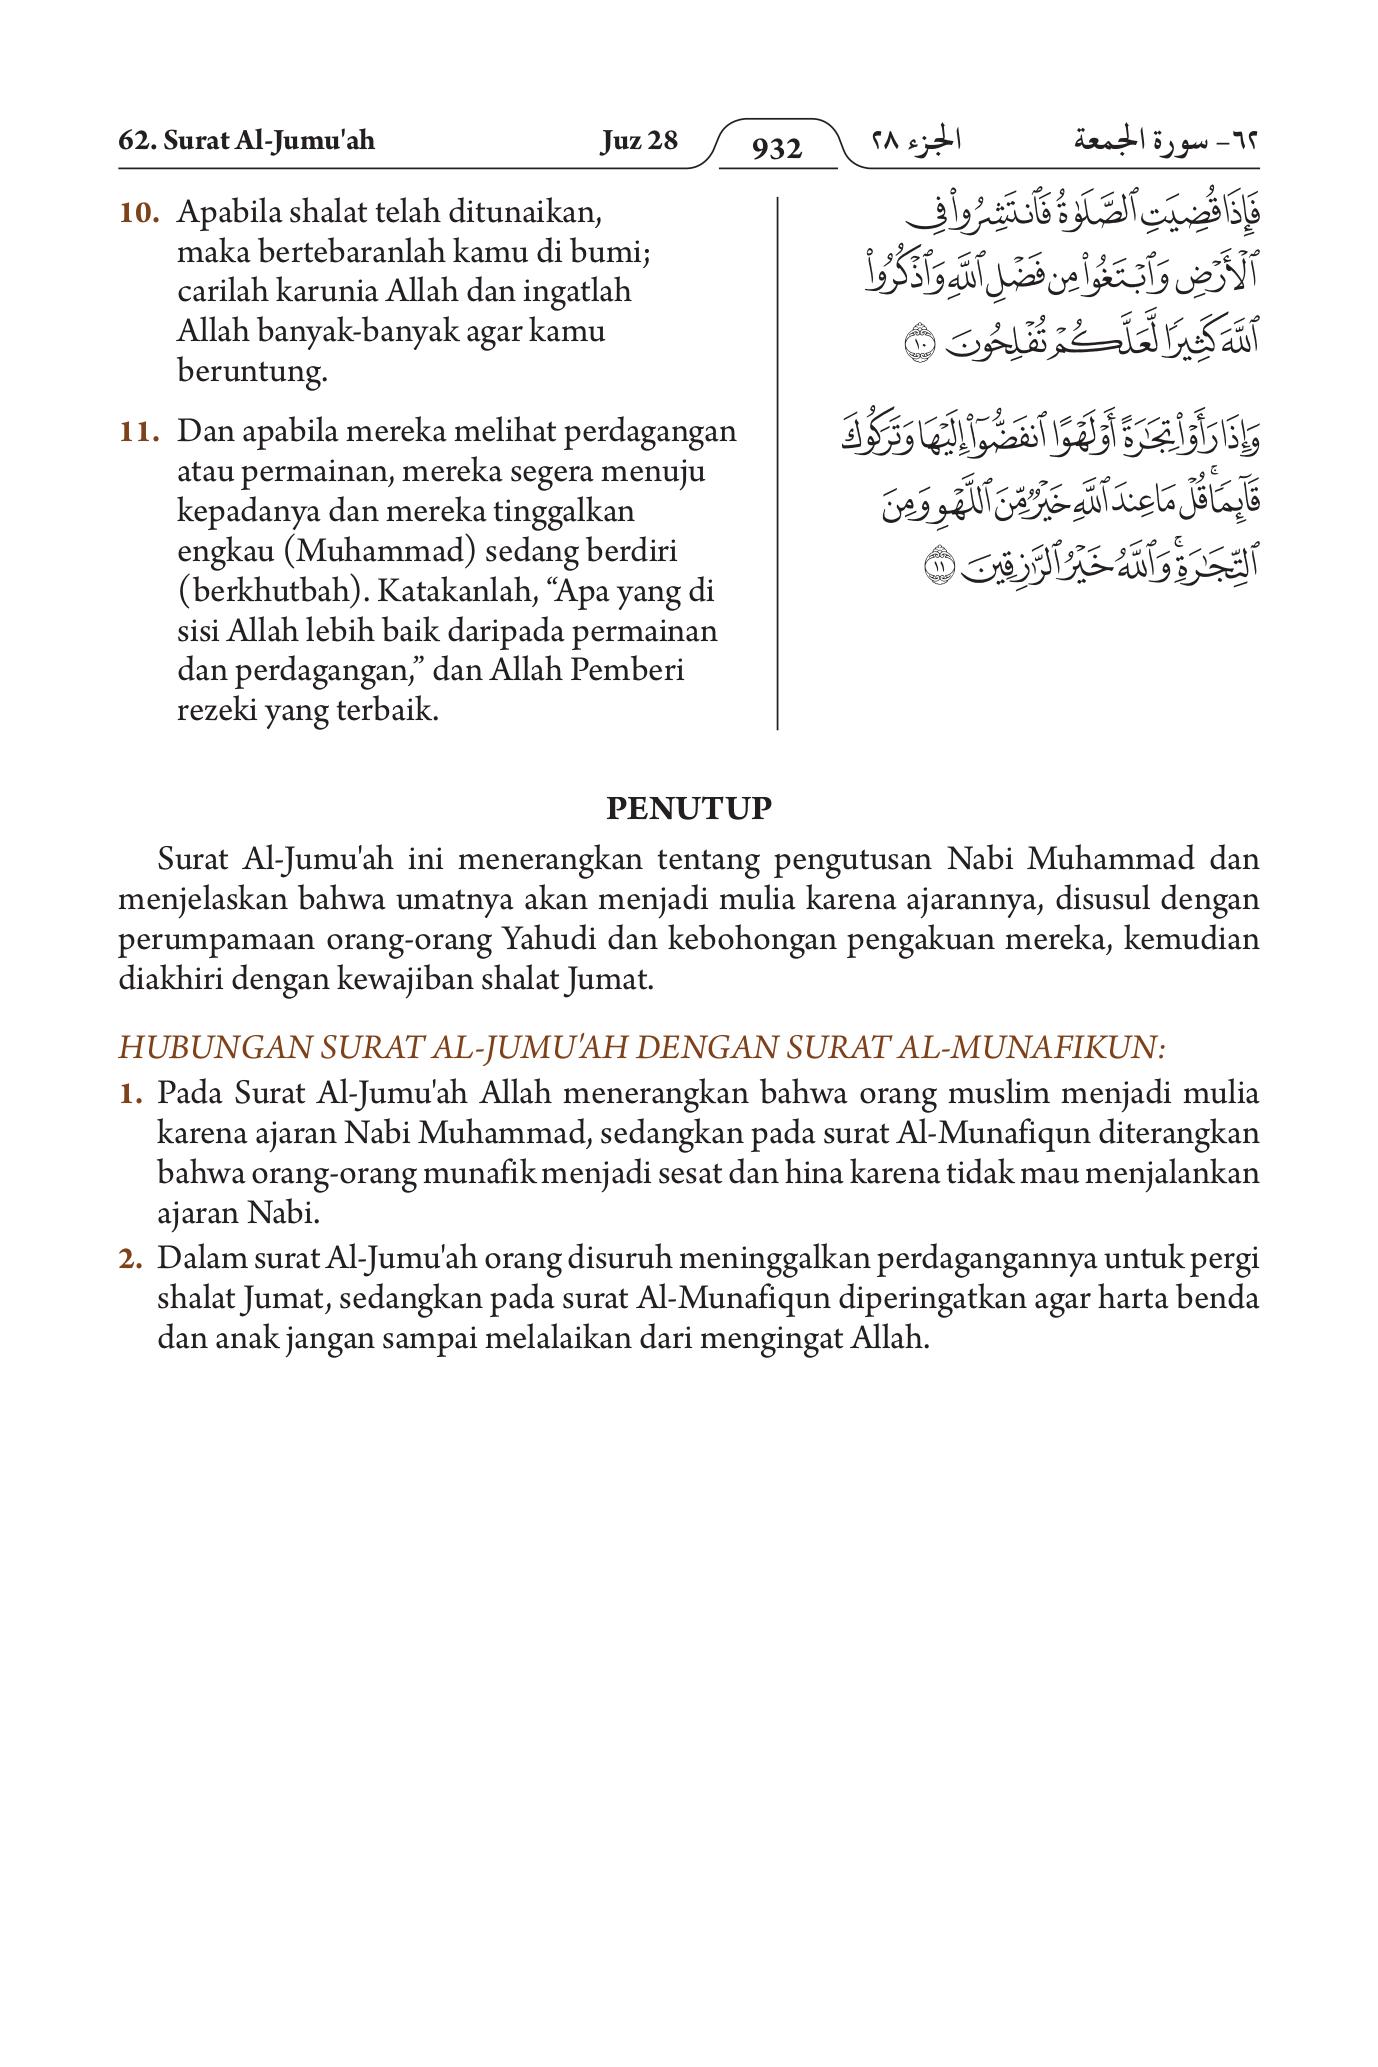 62. Surat Al-Jumu'ah Juz 28 932 الجزء ٢٨ ٦٢- سورة الجمعة
10. Apabila shalat telah ditunaikan,
maka bertebaranlah kamu di bumi;
carilah karunia Allah dan ingatlah
Allah banyak-banyak agar kamu
beruntung.
11. Dan apabila mereka melihat perdagangan
atau permainan, mereka segera menuju
kepadanya dan mereka tinggalkan
engkau (Muhammad) sedang berdiri
(berkhutbah). Katakanlah, “Apa yang di
sisi Allah lebih baik daripada permainan
dan perdagangan,” dan Allah Pemberi
rezeki yang terbaik.
فَإِذَا قُضِيَتِ ٱلصَّلَوٰةُ فَٱنتَشِرُواْ فِي
ٱلۡأَرۡضِ وَٱبۡتَغُواْ مِن فَضۡلِ ٱللَّهِ وَٱذۡكُرُواْ
ٱللَّهَ كَثِيرٗا لَّعَلَّكُمۡ تُفۡلِحُونَ ١٠
وَإِذَا رَأَوۡاْ تِجَٰرَةً أَوۡ لَهۡوًا ٱنفَضُّوٓاْ إِلَيۡهَا وَتَرَكُوكَ
قَآئِمٗاۚ قُلۡ مَا عِندَ ٱللَّهِ خَيۡرٞ مِّنَ ٱللَّهۡوِ وَمِنَ
ٱلتِّجَٰرَةِۚ وَٱللَّهُ خَيۡرُ ٱلرَّٰزِقِينَ ١١
PENUTUP
Surat Al-Jumu'ah ini menerangkan tentang pengutusan Nabi Muhammad dan
menjelaskan bahwa umatnya akan menjadi mulia karena ajarannya, disusul dengan
perumpamaan orang-orang Yahudi dan kebohongan pengakuan mereka, kemudian
diakhiri dengan kewajiban shalat Jumat.
HUBUNGAN SURAT AL-JUMU'AH DENGAN SURAT AL-MUNAFIKUN:
1. Pada Surat Al-Jumu'ah Allah menerangkan bahwa orang muslim menjadi mulia
karena ajaran Nabi Muhammad, sedangkan pada surat Al-Munafiqun diterangkan
bahwa orang-orang munafik menjadi sesat dan hina karena tidak mau menjalankan
ajaran Nabi.
2. Dalam surat Al-Jumu'ah orang disuruh meninggalkan perdagangannya untuk pergi
shalat Jumat, sedangkan pada surat Al-Munafiqun diperingatkan agar harta benda
dan anak jangan sampai melalaikan dari mengingat Allah.